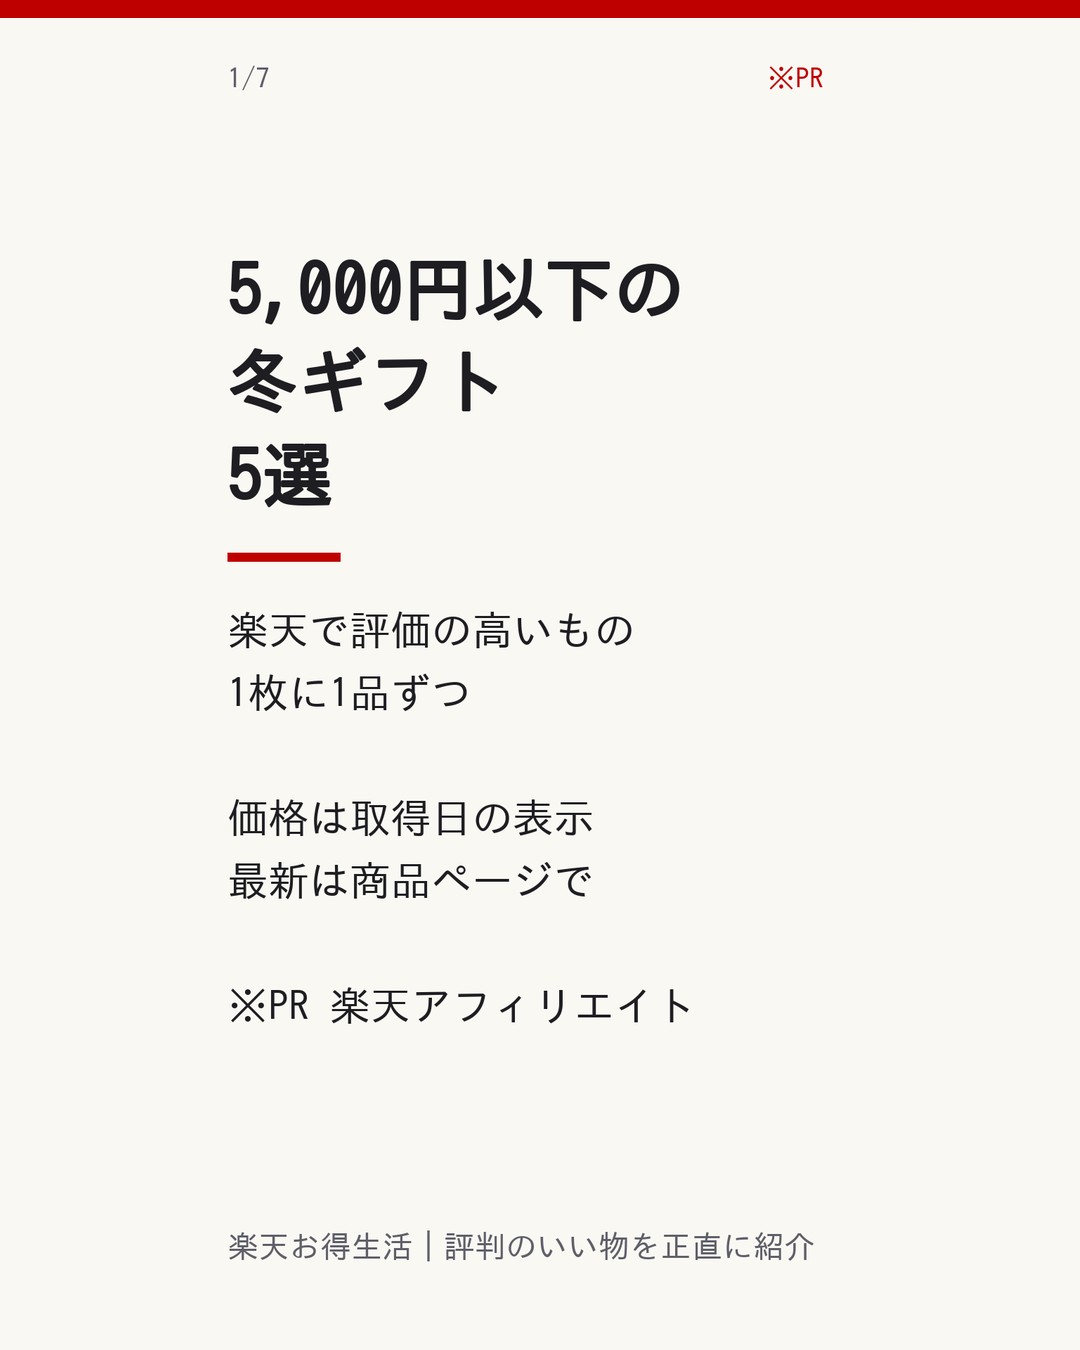 1/7
※PR
5,000円以下の
冬ギフト
5選
楽天で評価の高いもの
1枚に1品ずつ
価格は取得日の表示
最新は商品ページで
※PR 楽天アフィリエイト
楽天お得生活｜評判のいい物を正直に紹介